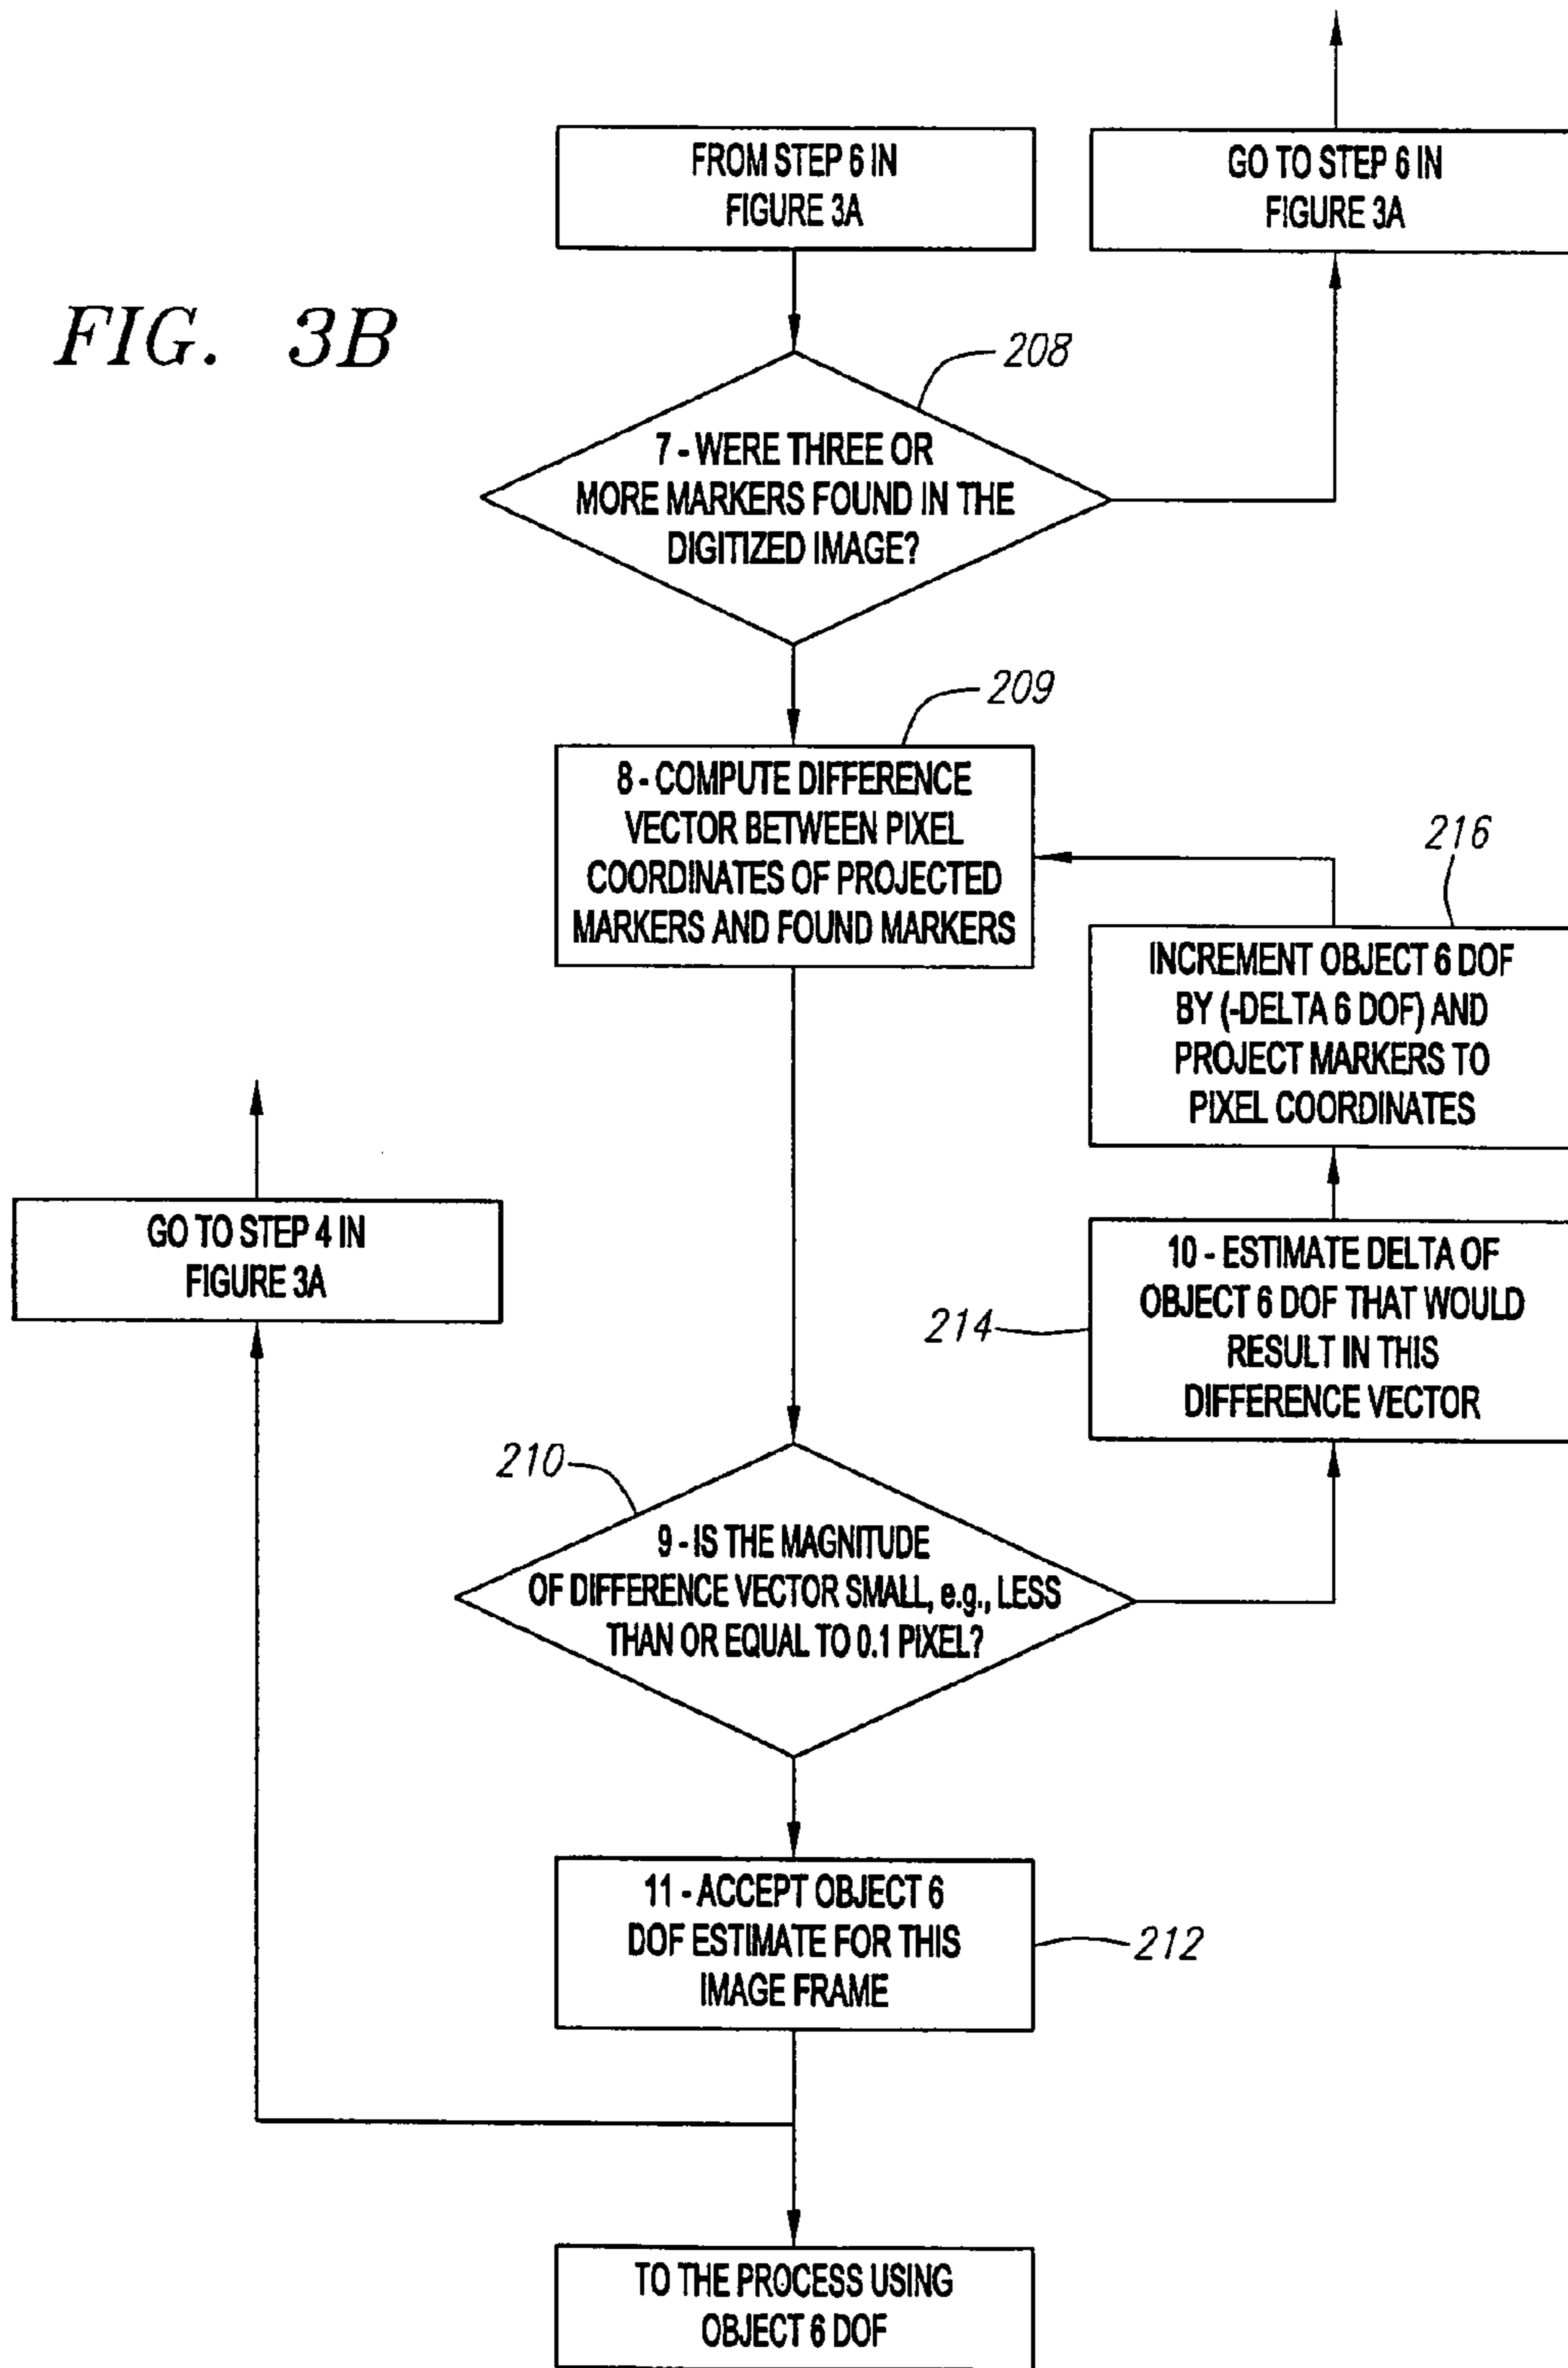 FROM STEP 6 IN
FIGURE 3A
GO TO STEP 6 IN
FIGURE 3A
FIG. 3B
208
7 - WERE THREE OR
MORE MARKERS FOUND IN THE
DIGITIZED IMAGE?
209
8 - COMPUTE DIFFERENCE
VECTOR BETWEEN PIXEL
COORDINATES OF PROJECTED
MARKERS AND FOUND MARKERS
216
INCREMENT OBJECT 6 DOF
BY (-DELTA 6 DOF) AND
PROJECT MARKERS TO
PIXEL COORDINATES
GO TO STEP 4 IN
FIGURE 3A
10 - ESTIMATE DELTA OF
OBJECT 6 DOF THAT WOULD
RESULT IN THIS
DIFFERENCE VECTOR
214
210
9 - IS THE MAGNITUDE
OF DIFFERENCE VECTOR SMALL, e.g., LESS
THAN OR EQUAL TO 0.1 PIXEL?
11 - ACCEPT OBJECT 6
DOF ESTIMATE FOR THIS
IMAGE FRAME
212
TO THE PROCESS USING
OBJECT 6 DOF